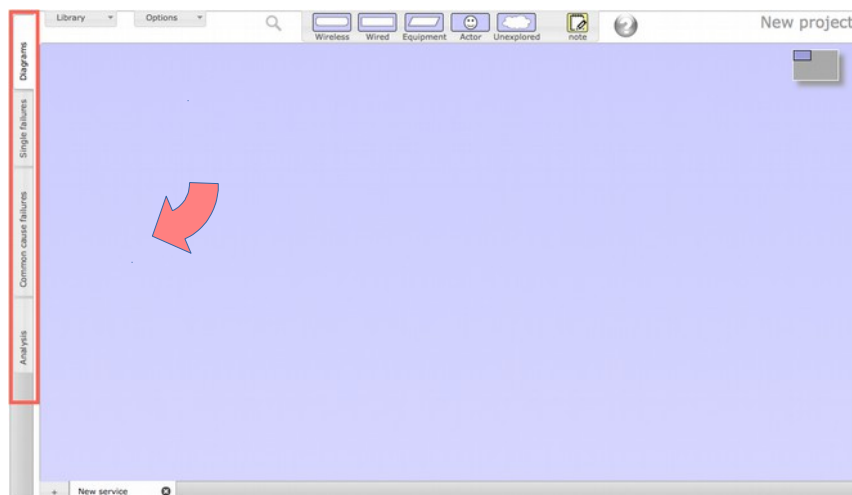 Library
Options
Wireless
Wired
Equipment
Actor
Unexplored
note
?
New project
Diagrams
Single failures
Common cause failures
Analysis
+
New service